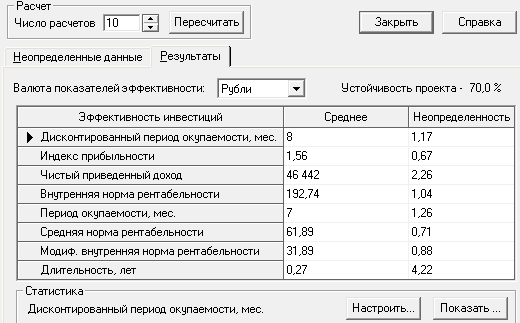 Расчет
Число расчетов 10 Пересчитать Закрыть Справка
Неопределенные данные Результаты
Валюта показателей эффективности: Рубли Устойчивость проекта - 70,0 %
Эффективность инвестиций Среднее Неопределенность
Дисконтированный период окупаемости, мес. 8 1,17
Индекс прибыльности 1,56 0,67
Чистый приведенный доход 46 442 2,26
Внутренняя норма рентабельности 192,74 1,04
Период окупаемости, мес. 7 1,26
Средняя норма рентабельности 61,89 0,71
Модиф. внутренняя норма рентабельности 31,89 0,88
Длительность, лет 0,27 4,22
Статистика
Дисконтированный период окупаемости, мес. Настроить... Показать ...